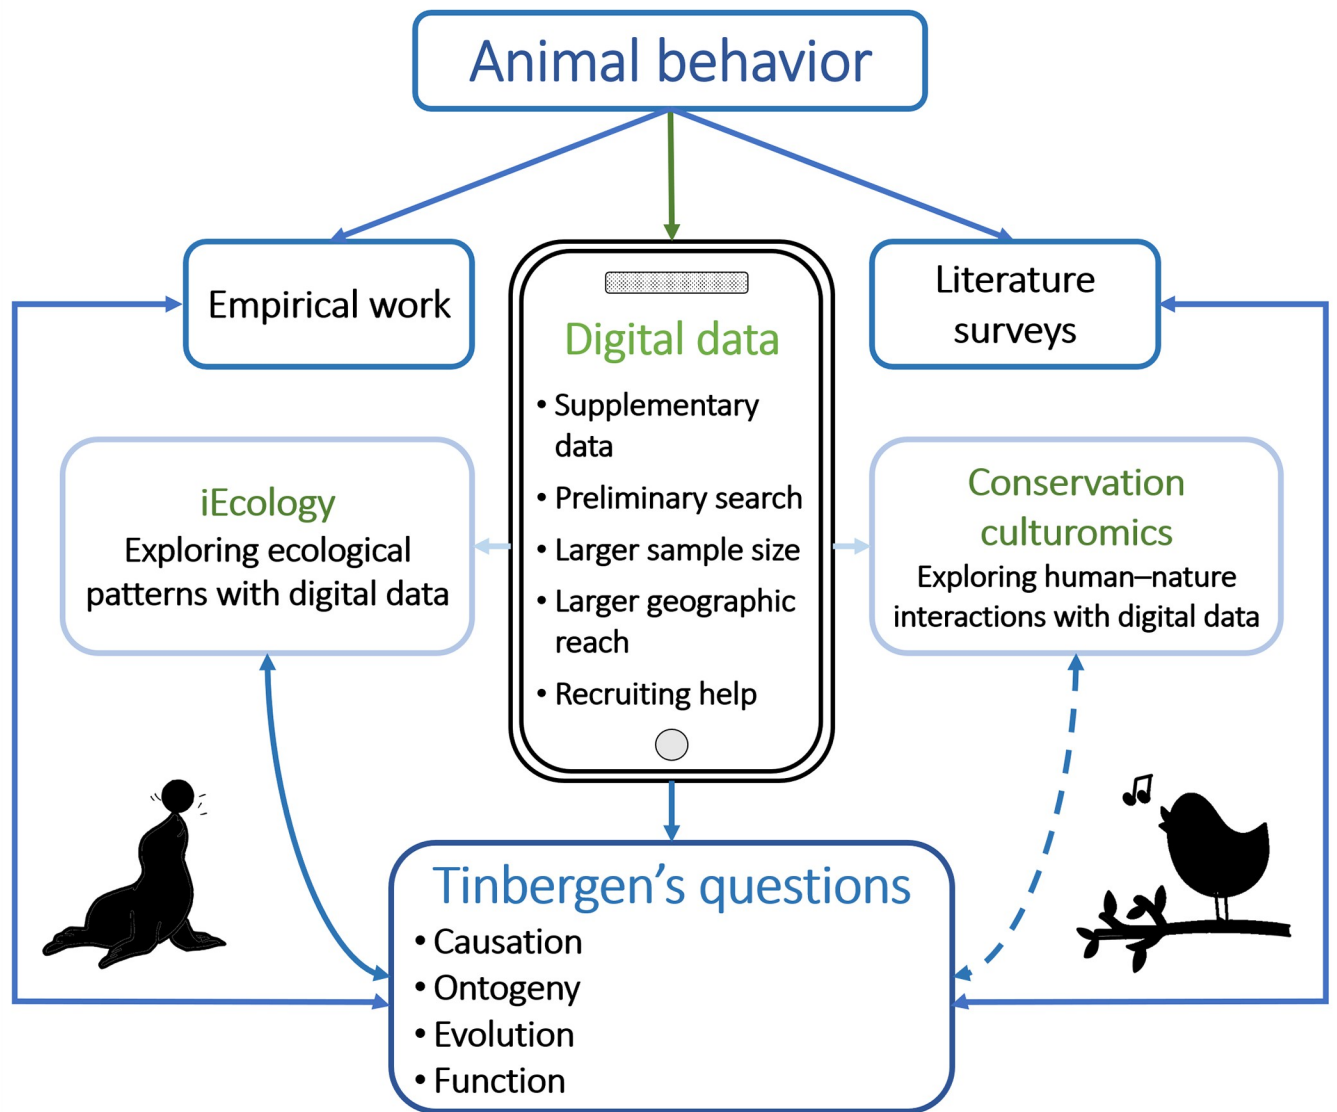 Animal behavior
Empirical work
Literature
surveys
Digital data
• Supplementary
data
• Preliminary search
• Larger sample size
• Larger geographic
reach
• Recruiting help
iEcology
Exploring ecological
patterns with digital data
Conservation
culturomics
Exploring human–nature
interactions with digital data
Tinbergen’s questions
• Causation
• Ontogeny
• Evolution
• Function